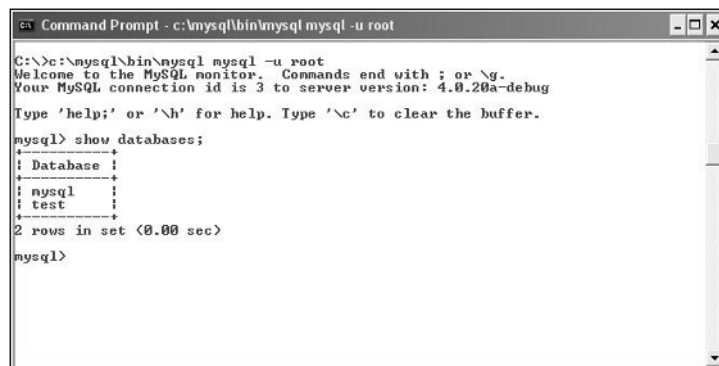 Command Prompt - c:\mysql\bin\mysql mysql -u root
C:\>c:\mysql\bin\mysql mysql -u root
Welcome to the MySQL monitor.  Commands end with ; or \g.
Your MySQL connection id is 3 to server version: 4.0.20a-debug
Type 'help;' or '\h' for help. Type '\c' to clear the buffer.
mysql> show databases;
+----------+
| Database |
+----------+
| mysql    |
| test     |
+----------+
2 rows in set (0.00 sec)
mysql>